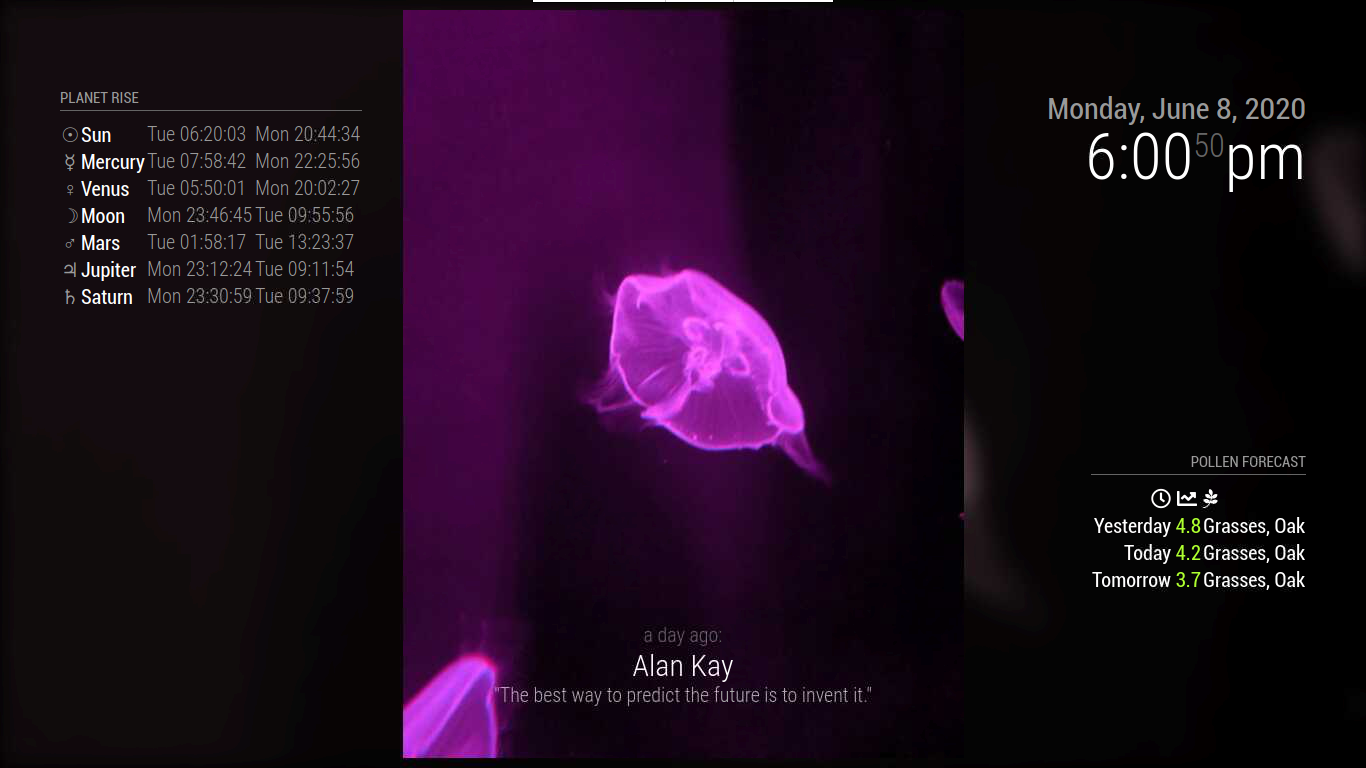 PLANET RISE
☉ Sun Tue 06:20:03 Mon 20:44:34
☿ Mercury Tue 07:58:42 Mon 22:25:56
♀ Venus Tue 05:50:01 Mon 20:02:27
☽ Moon Mon 23:46:45 Tue 09:55:56
♂ Mars Tue 01:58:17 Tue 13:23:37
♃ Jupiter Mon 23:12:24 Tue 09:11:54
♄ Saturn Mon 23:30:59 Tue 09:37:59
Monday, June 8, 2020
6:00 50 pm
POLLEN FORECAST
Yesterday 4.8 Grasses, Oak
Today 4.2 Grasses, Oak
Tomorrow 3.7 Grasses, Oak
a day ago:
Alan Kay
"The best way to predict the future is to invent it."